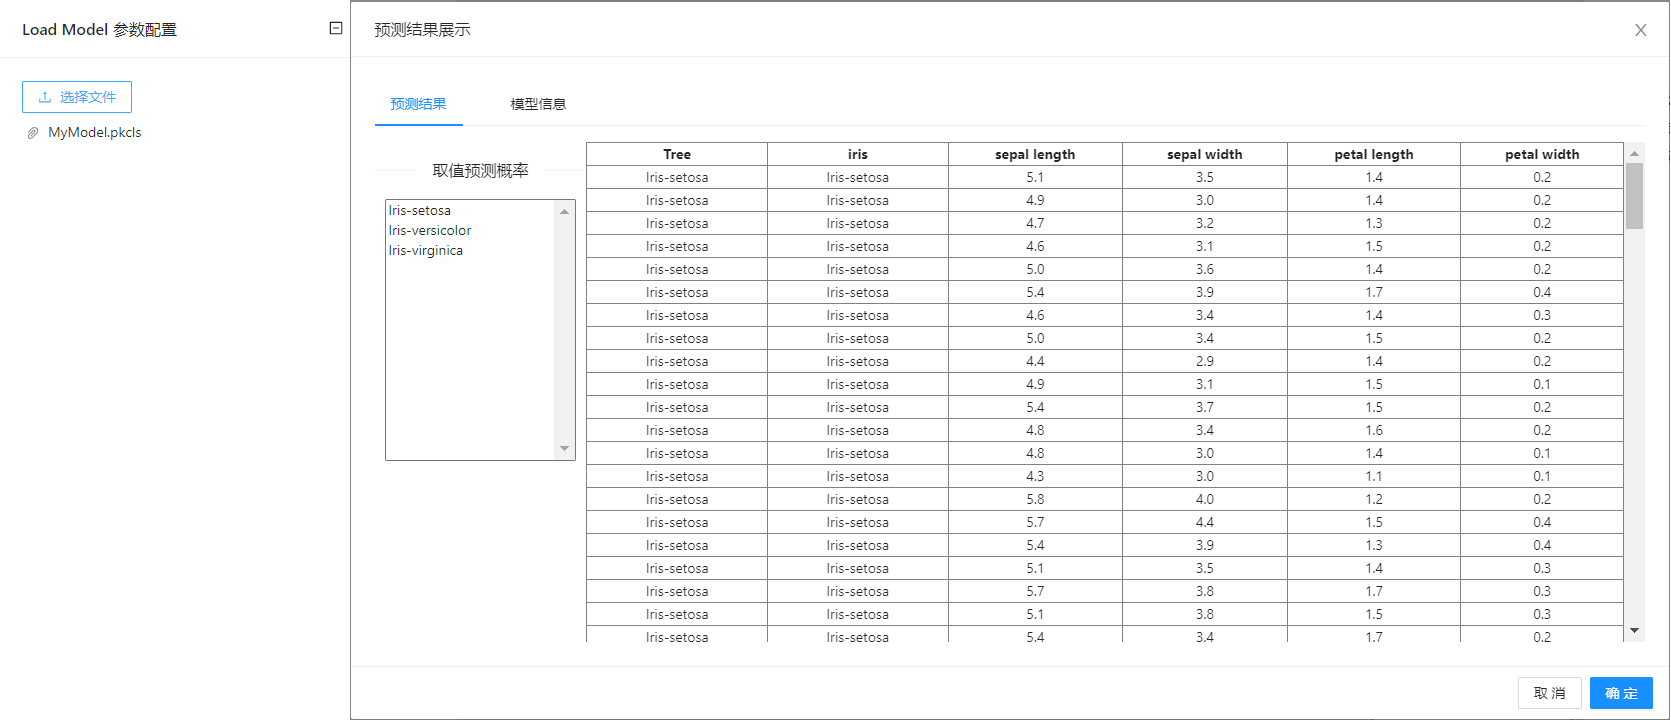 Load Model 参数配置
选择文件
MyModel.pkcls
预测结果展示
预测结果 模型信息
取值预测概率
Iris-setosa
Iris-versicolor
Iris-virginica
Tree iris sepal length sepal width petal length petal width
Iris-setosa Iris-setosa 5.1 3.5 1.4 0.2
Iris-setosa Iris-setosa 4.9 3.0 1.4 0.2
Iris-setosa Iris-setosa 4.7 3.2 1.3 0.2
Iris-setosa Iris-setosa 4.6 3.1 1.5 0.2
Iris-setosa Iris-setosa 5.0 3.6 1.4 0.2
Iris-setosa Iris-setosa 5.4 3.9 1.7 0.4
Iris-setosa Iris-setosa 4.6 3.4 1.4 0.3
Iris-setosa Iris-setosa 5.0 3.4 1.5 0.2
Iris-setosa Iris-setosa 4.4 2.9 1.4 0.2
Iris-setosa Iris-setosa 4.9 3.1 1.5 0.1
Iris-setosa Iris-setosa 5.4 3.7 1.5 0.2
Iris-setosa Iris-setosa 4.8 3.4 1.6 0.2
Iris-setosa Iris-setosa 4.8 3.0 1.4 0.1
Iris-setosa Iris-setosa 4.3 3.0 1.1 0.1
Iris-setosa Iris-setosa 5.8 4.0 1.2 0.2
Iris-setosa Iris-setosa 5.7 4.4 1.5 0.4
Iris-setosa Iris-setosa 5.4 3.9 1.3 0.4
Iris-setosa Iris-setosa 5.1 3.5 1.4 0.3
Iris-setosa Iris-setosa 5.7 3.8 1.7 0.3
Iris-setosa Iris-setosa 5.1 3.8 1.5 0.3
Iris-setosa Iris-setosa 5.4 3.4 1.7 0.2
取 消 确 定